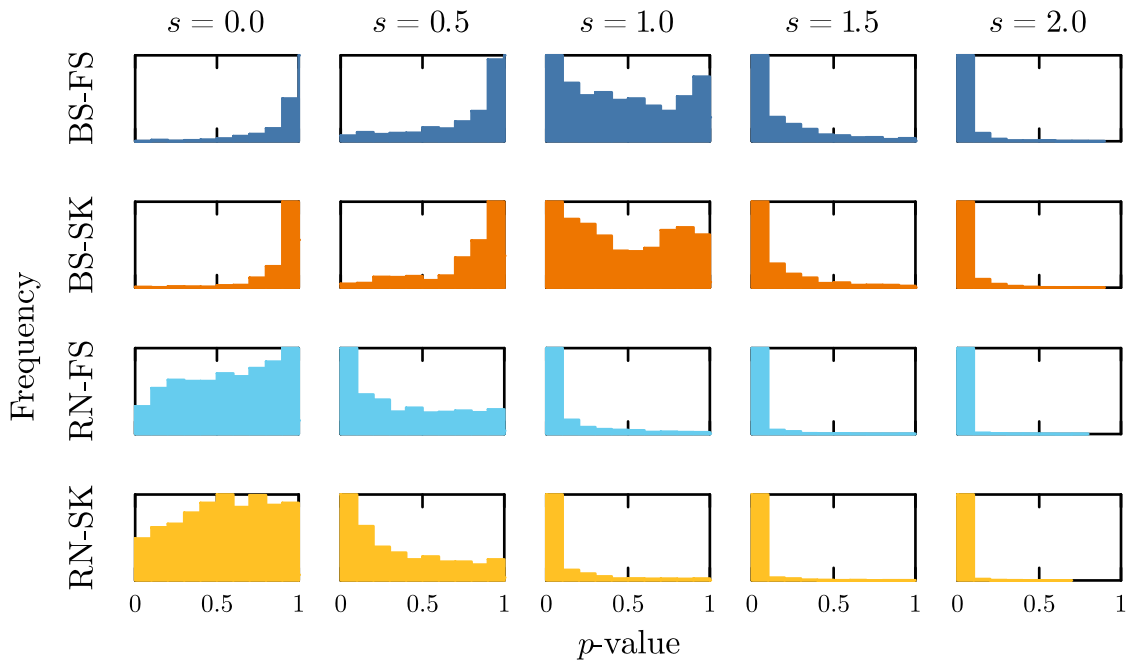 s = 0.0 s = 0.5 s = 1.0 s = 1.5 s = 2.0
BS-FS
BS-SK
RN-FS
RN-SK
Frequency
0 0.5 1 0 0.5 1 0 0.5 1 0 0.5 1 0 0.5 1
p-value